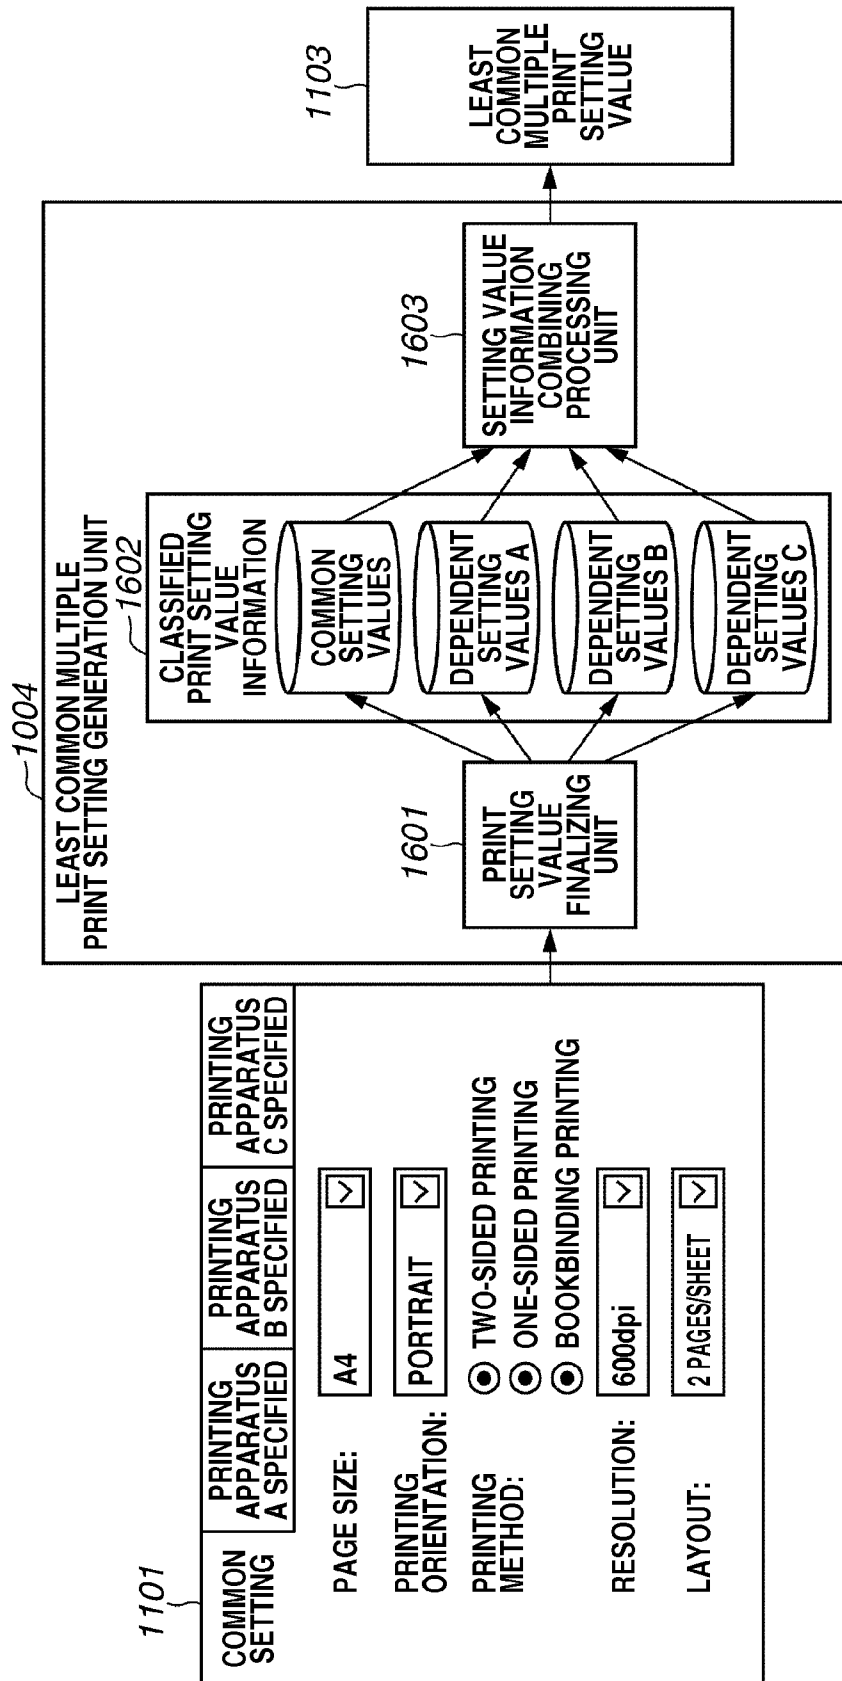 1101
COMMON
SETTING
PRINTING
APPARATUS
A SPECIFIED
PRINTING
APPARATUS
B SPECIFIED
PRINTING
APPARATUS
C SPECIFIED
PAGE SIZE:
A4
PRINTING
ORIENTATION:
PORTRAIT
PRINTING
METHOD:
TWO-SIDED PRINTING
ONE-SIDED PRINTING
BOOKBINDING PRINTING
RESOLUTION:
600dpi
LAYOUT:
2 PAGES/SHEET
1004
LEAST COMMON MULTIPLE
PRINT SETTING GENERATION UNIT
1601
PRINT
SETTING
VALUE
FINALIZING
UNIT
1602
CLASSIFIED
PRINT SETTING
VALUE
INFORMATION
COMMON
SETTING
VALUES
DEPENDENT
SETTING
VALUES A
DEPENDENT
SETTING
VALUES B
DEPENDENT
SETTING
VALUES C
1603
SETTING VALUE
INFORMATION
COMBINING
PROCESSING
UNIT
1103
LEAST
COMMON
MULTIPLE
PRINT
SETTING
VALUE